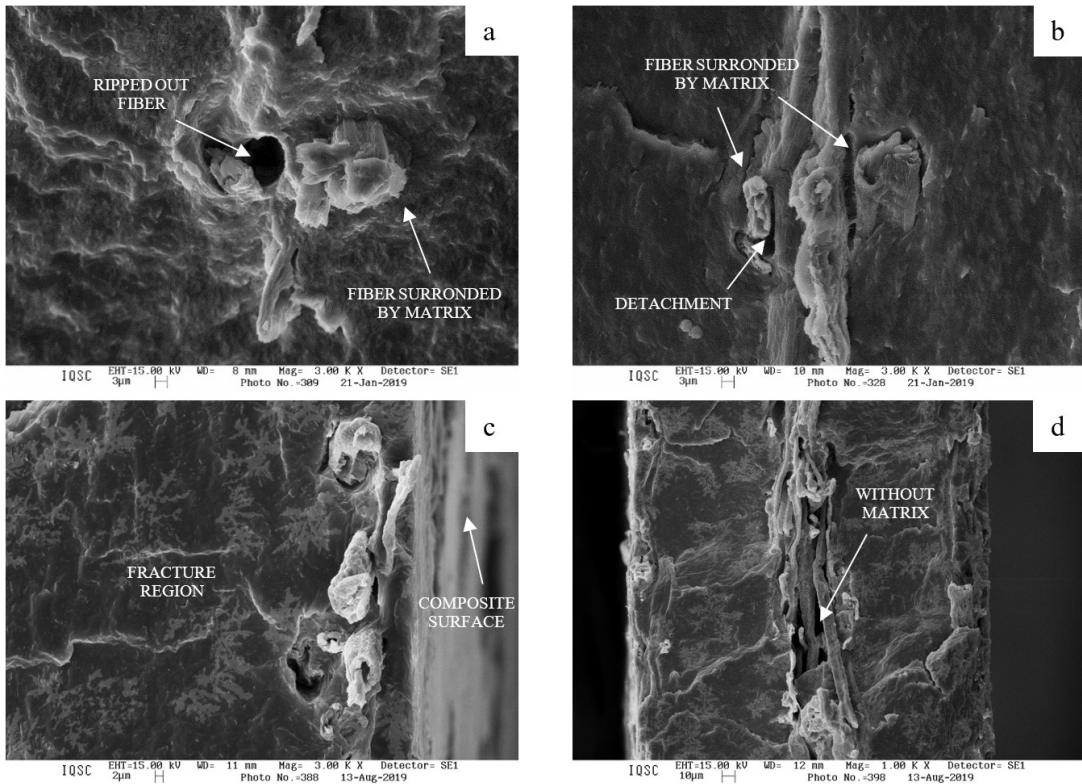 a
RIPPED OUT
FIBER
FIBER SURRONDED
BY MATRIX
IQSC
EHT=15.00 kV WD= 8 mm Mag= 3.00 K X Detector= SE1
3µm
Photo No.=309 21-Jan-2019
b
FIBER SURRONDED
BY MATRIX
DETACHMENT
IQSC
EHT=15.00 kV WD= 10 mm Mag= 3.00 K X Detector= SE1
3µm
Photo No.=328 21-Jan-2019
c
FRACTURE
REGION
COMPOSITE
SURFACE
IQSC
EHT=15.00 kV WD= 11 mm Mag= 3.00 K X Detector= SE1
2µm
Photo No.=388 13-Aug-2019
d
WITHOUT
MATRIX
IQSC
EHT=15.00 kV WD= 12 mm Mag= 1.00 K X Detector= SE1
10µm
Photo No.=398 13-Aug-2019